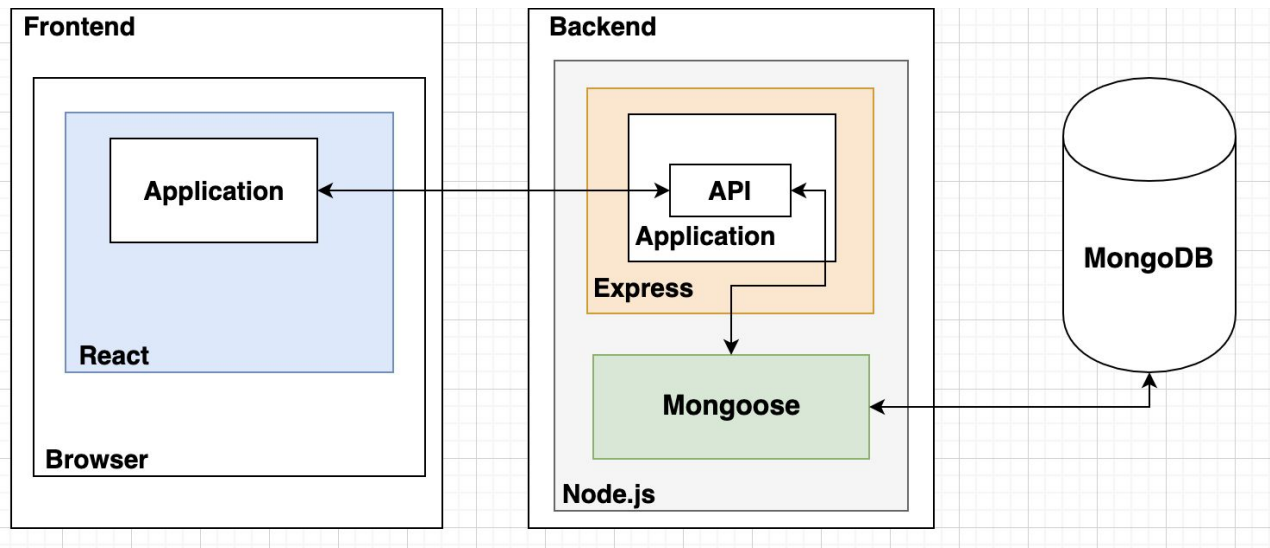 Frontend
Application
React
Browser
Backend
API
Application
Express
Mongoose
Node.js
MongoDB